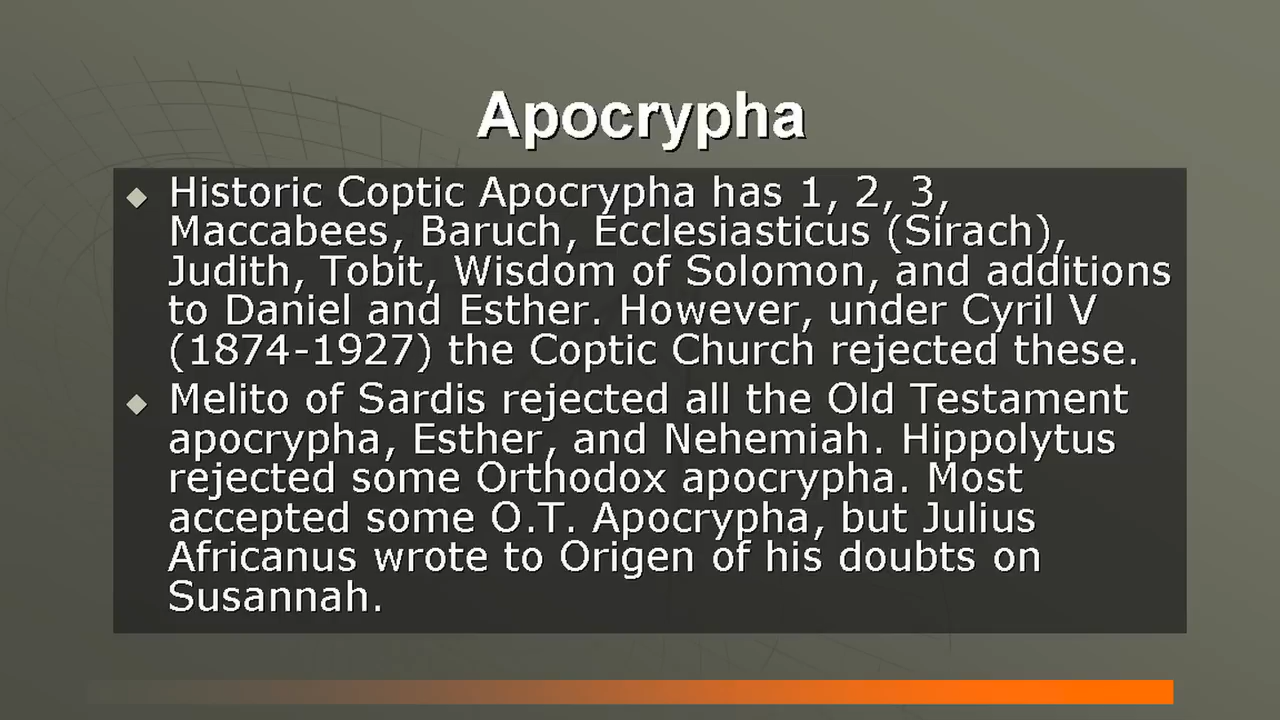 Apocrypha
Historic Coptic Apocrypha has 1, 2, 3,
Maccabees, Baruch, Ecclesiasticus (Sirach),
Judith, Tobit, Wisdom of Solomon, and additions
to Daniel and Esther. However, under Cyril V
(1874-1927) the Coptic Church rejected these.
Melito of Sardis rejected all the Old Testament
apocrypha, Esther, and Nehemiah. Hippolytus
rejected some Orthodox apocrypha. Most
accepted some O.T. Apocrypha, but Julius
Africanus wrote to Origen of his doubts on
Susannah.